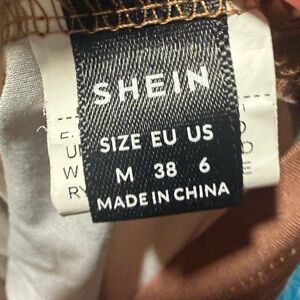 SHEIN
SIZE EU US
M 38 6
MADE IN CHINA